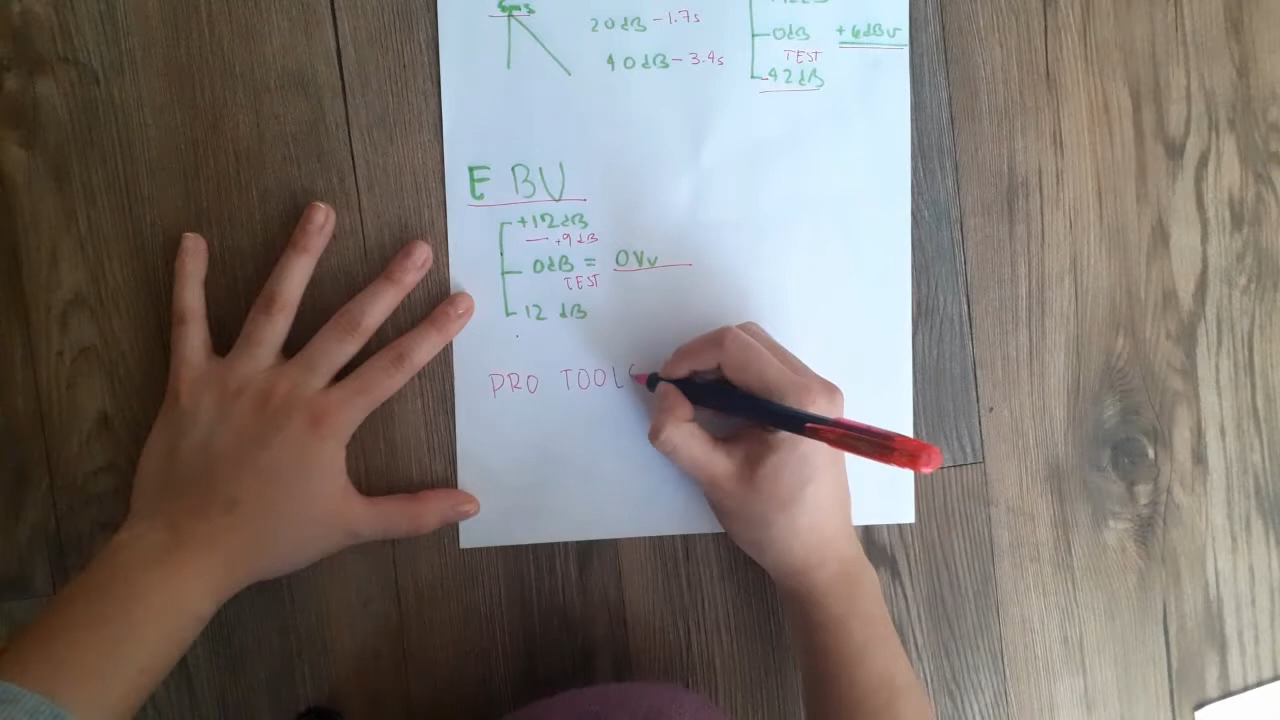 5ms
20dB - 1.7s
40dB - 3.4s
-0dB +6dBu
TEST
-42dB
EBU
+12dB
- +9dB
0dB = 0Vu
TEST
-12 dB
PRO TOOLS